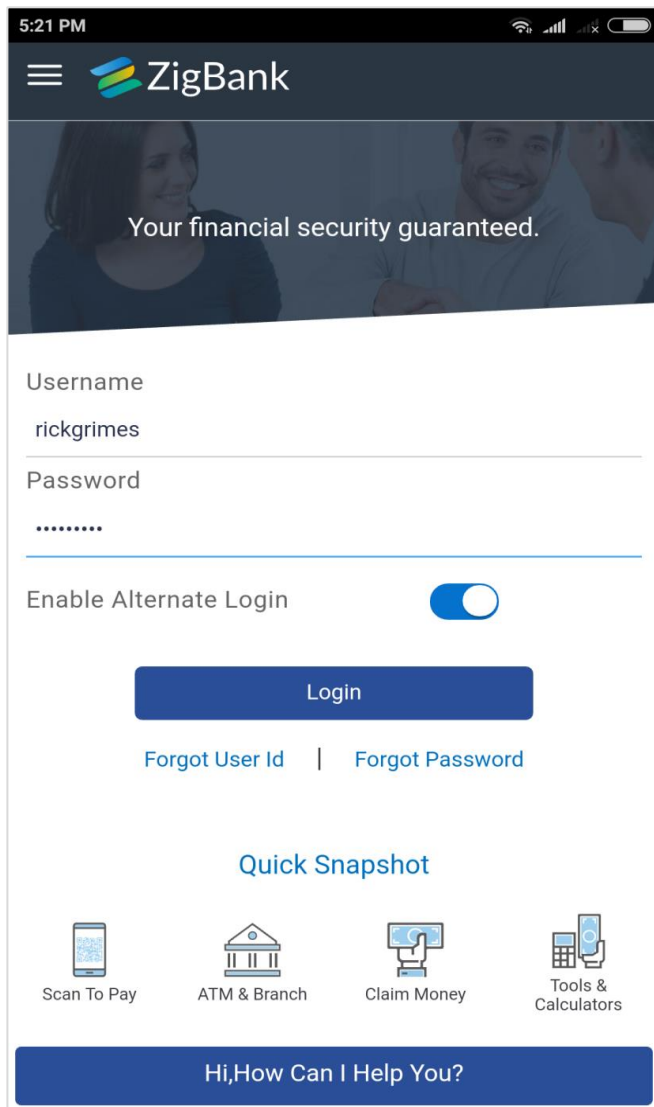 5:21 PM
ZigBank
Your financial security guaranteed.
Username
rickgrimes
Password
•••••••••
Enable Alternate Login
Login
Forgot User Id | Forgot Password
Quick Snapshot
Scan To Pay
ATM & Branch
Claim Money
Tools &
Calculators
Hi,How Can I Help You?